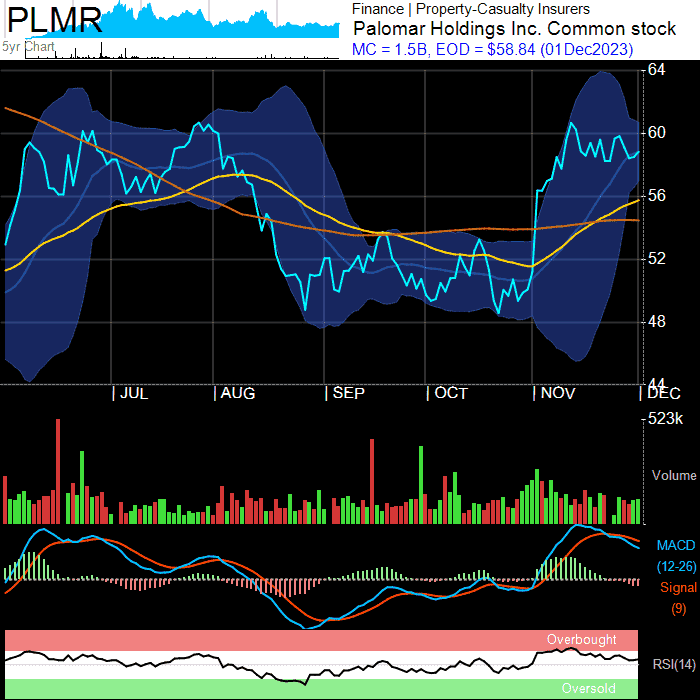 PLMR
5yr Chart
Finance | Property-Casualty Insurers
Palomar Holdings Inc. Common stock
MC = 1.5B, EOD = $58.84 (01Dec2023)
64
60
56
52
48
44
| JUL | AUG | SEP | OCT | NOV | DEC
523k
Volume
MACD
(12-26)
Signal
(9)
Overbought
RSI(14)
Oversold